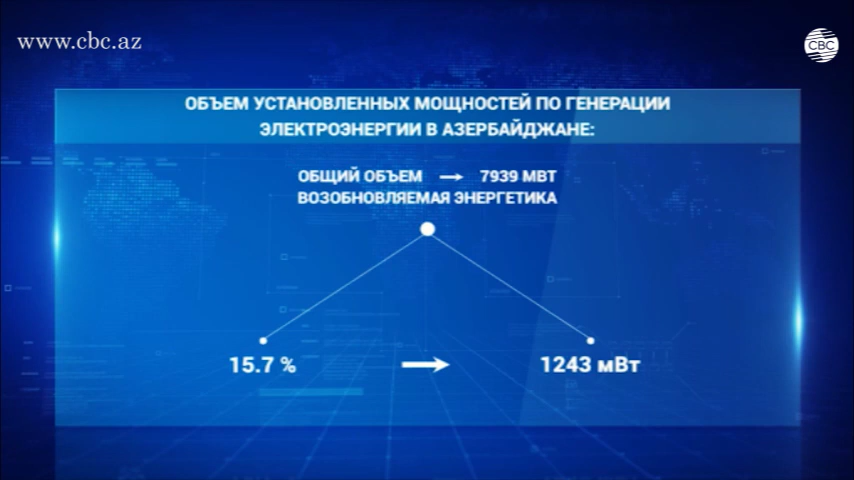 www.cbc.az
CBC
ОБЪЕМ УСТАНОВЛЕННЫХ МОЩНОСТЕЙ ПО ГЕНЕРАЦИИ
ЭЛЕКТРОЭНЕРГИИ В АЗЕРБАЙДЖАНЕ:
ОБЩИЙ ОБЪЕМ → 7939 МВТ
ВОЗОБНОВЛЯЕМАЯ ЭНЕРГЕТИКА
15.7 % → 1243 мВт